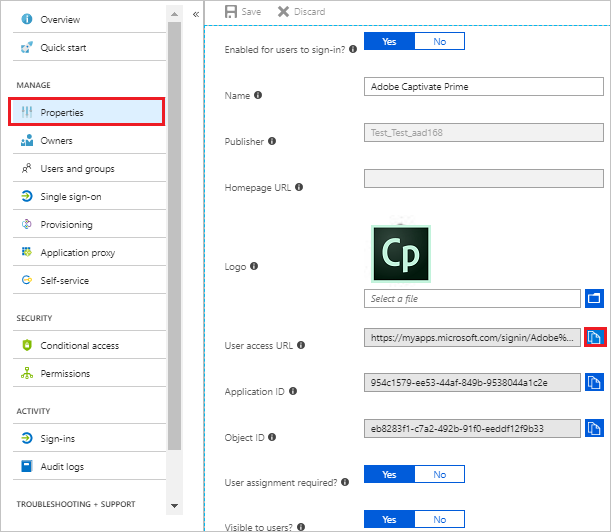 Overview
Quick start
MANAGE
Properties
Owners
Users and groups
Single sign-on
Provisioning
Application proxy
Self-service
SECURITY
Conditional access
Permissions
ACTIVITY
Sign-ins
Audit logs
TROUBLESHOOTING + SUPPORT
«
Save Discard
Enabled for users to sign-in? Yes No
Name Adobe Captivate Prime
Publisher Test_Test_aad168
Homepage URL
Cp
Logo
Select a file
User access URL https://myapps.microsoft.com/signin/Adobe%...
Application ID 954c1579-ee53-44af-849b-9538044a1c2e
Object ID eb8283f1-c7a2-492b-91f0-eeddf12f9b33
User assignment required? Yes No
Visible to users? Yes No